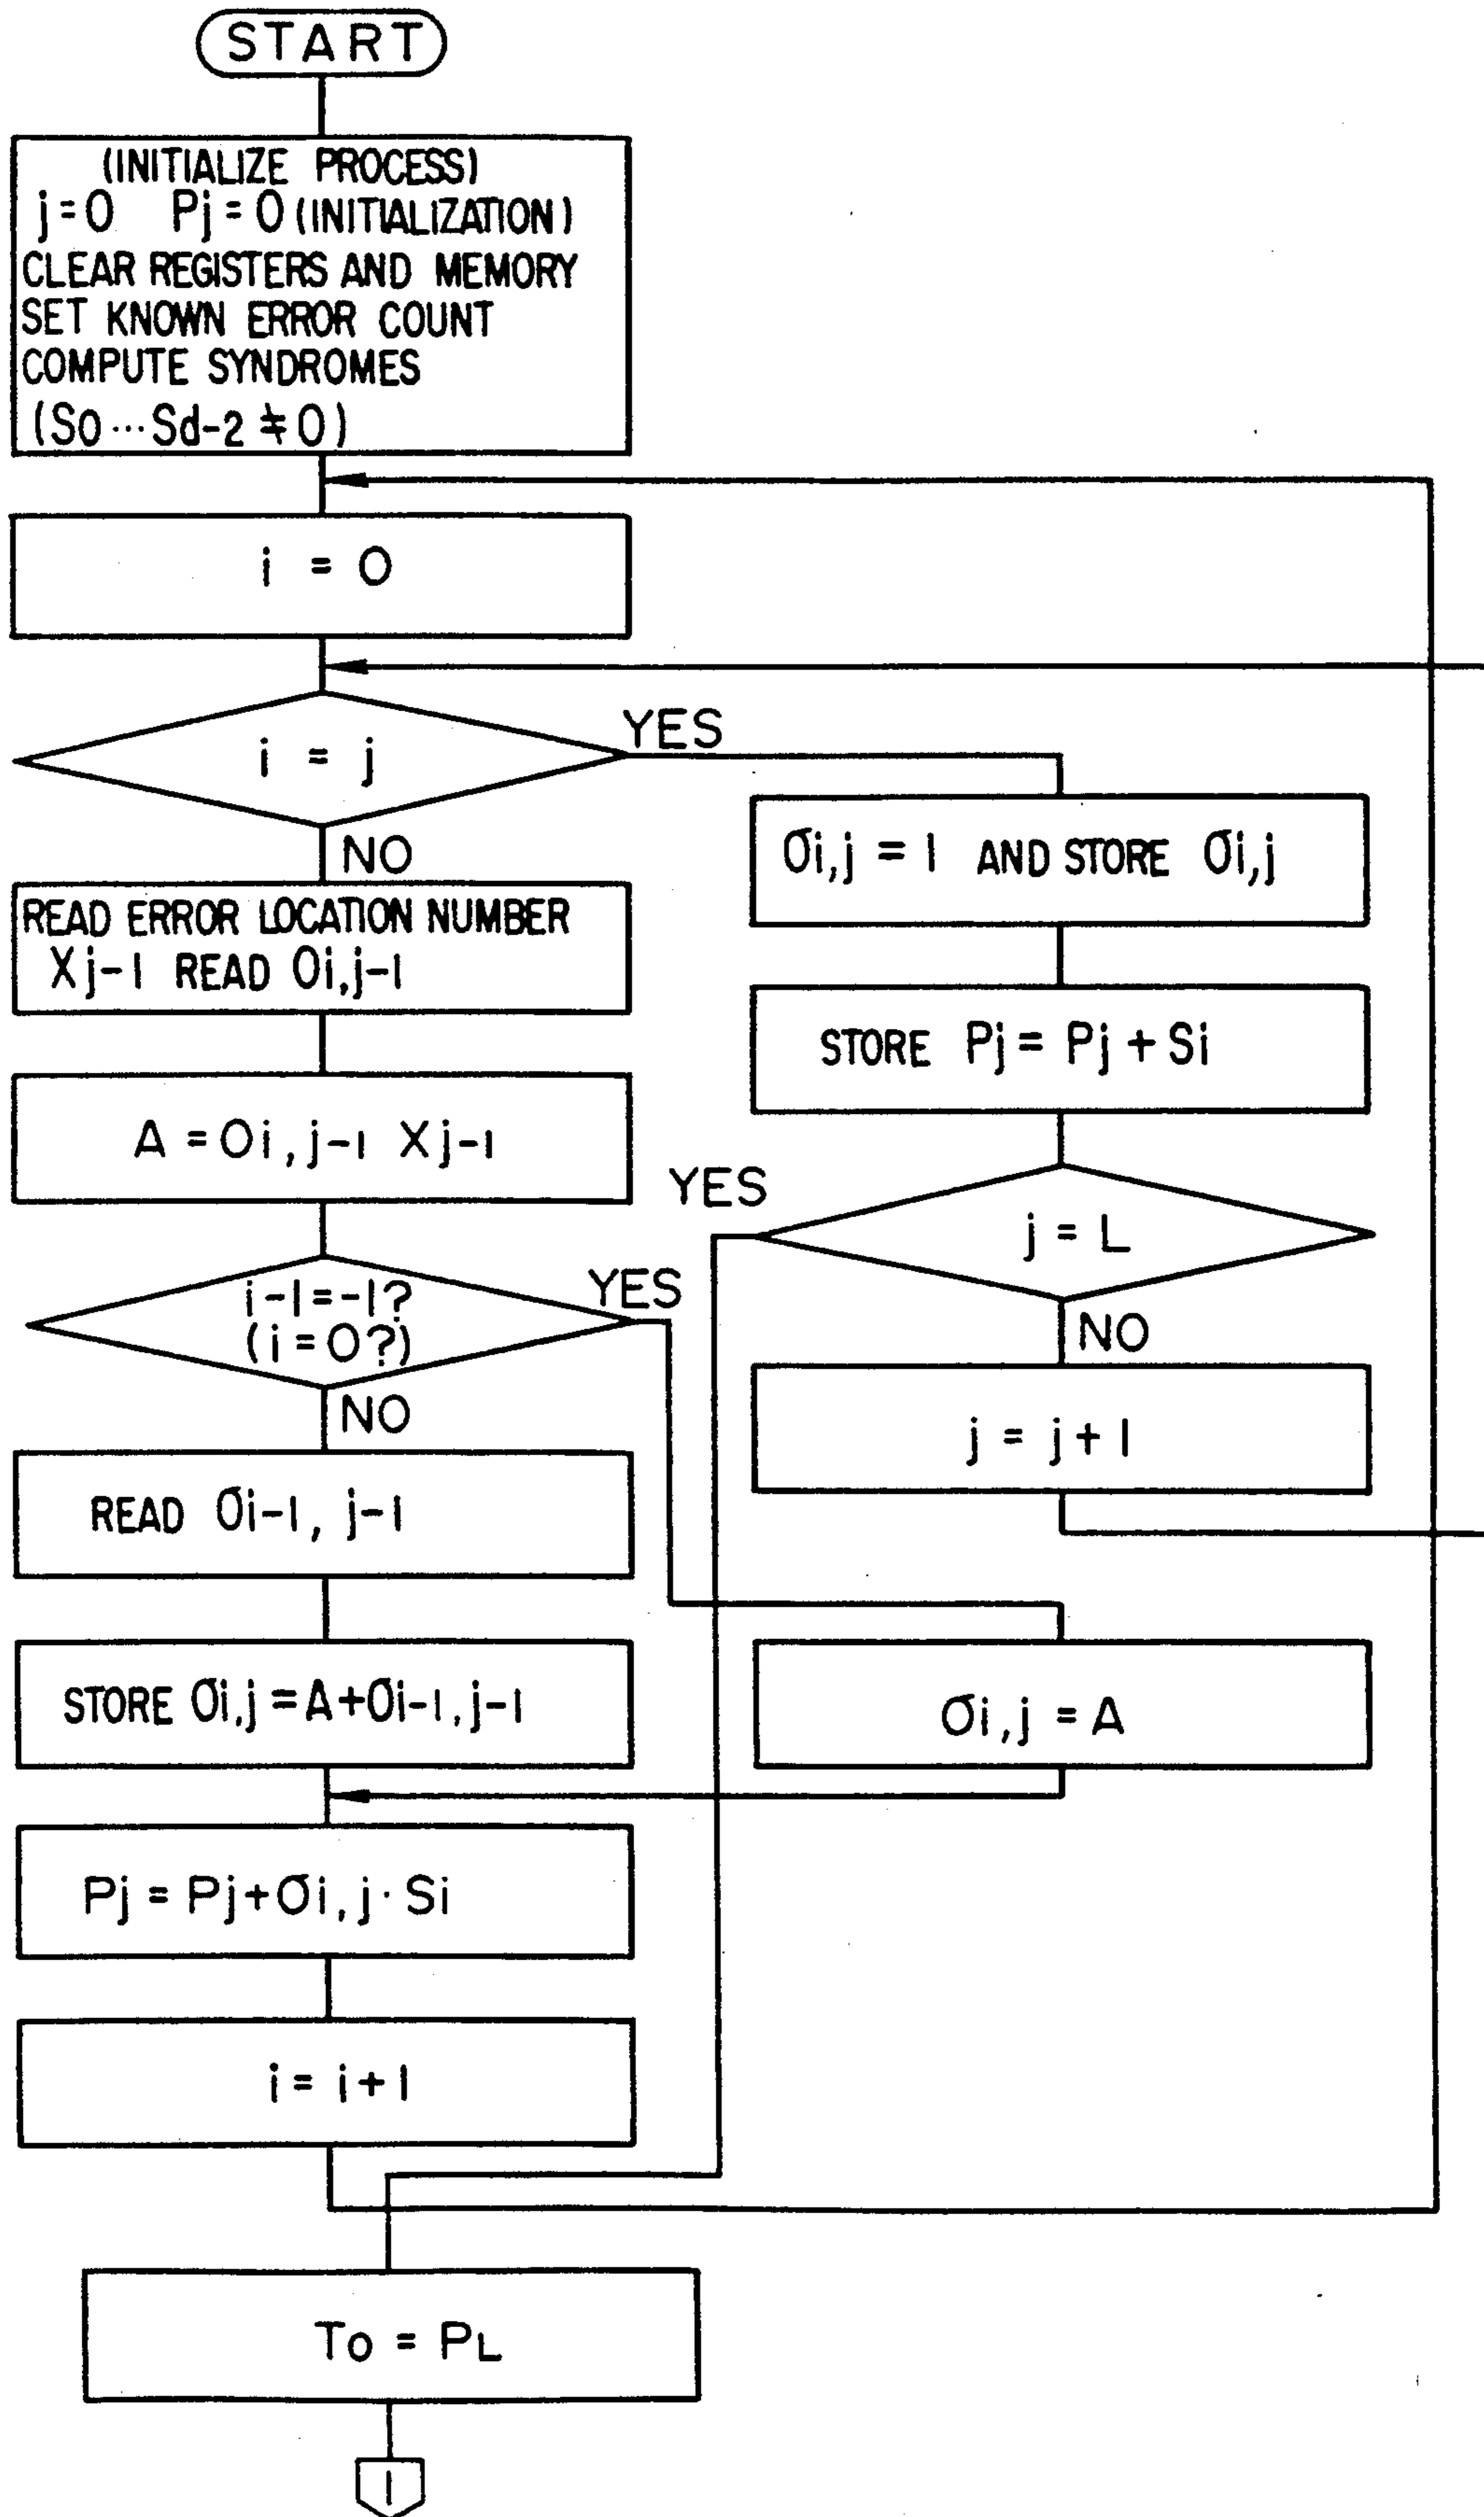 START
(INITIALIZE PROCESS)
j=0 Pj=0 (INITIALIZATION)
CLEAR REGISTERS AND MEMORY
SET KNOWN ERROR COUNT
COMPUTE SYNDROMES
(S0···Sd-2≠0)
i = 0
i = j
YES
NO
σi,j = 1 AND STORE σi,j
READ ERROR LOCATION NUMBER
Xj-1 READ σi,j-1
STORE Pj = Pj + Si
A = σi,j-1 Xj-1
YES
j = L
NO
i-1=-1?
(i=0?)
YES
NO
j = j+1
READ σi-1, j-1
STORE σi,j = A+σi-1,j-1
σi,j = A
Pj = Pj+σi,j·Si
i = i+1
To = PL
1